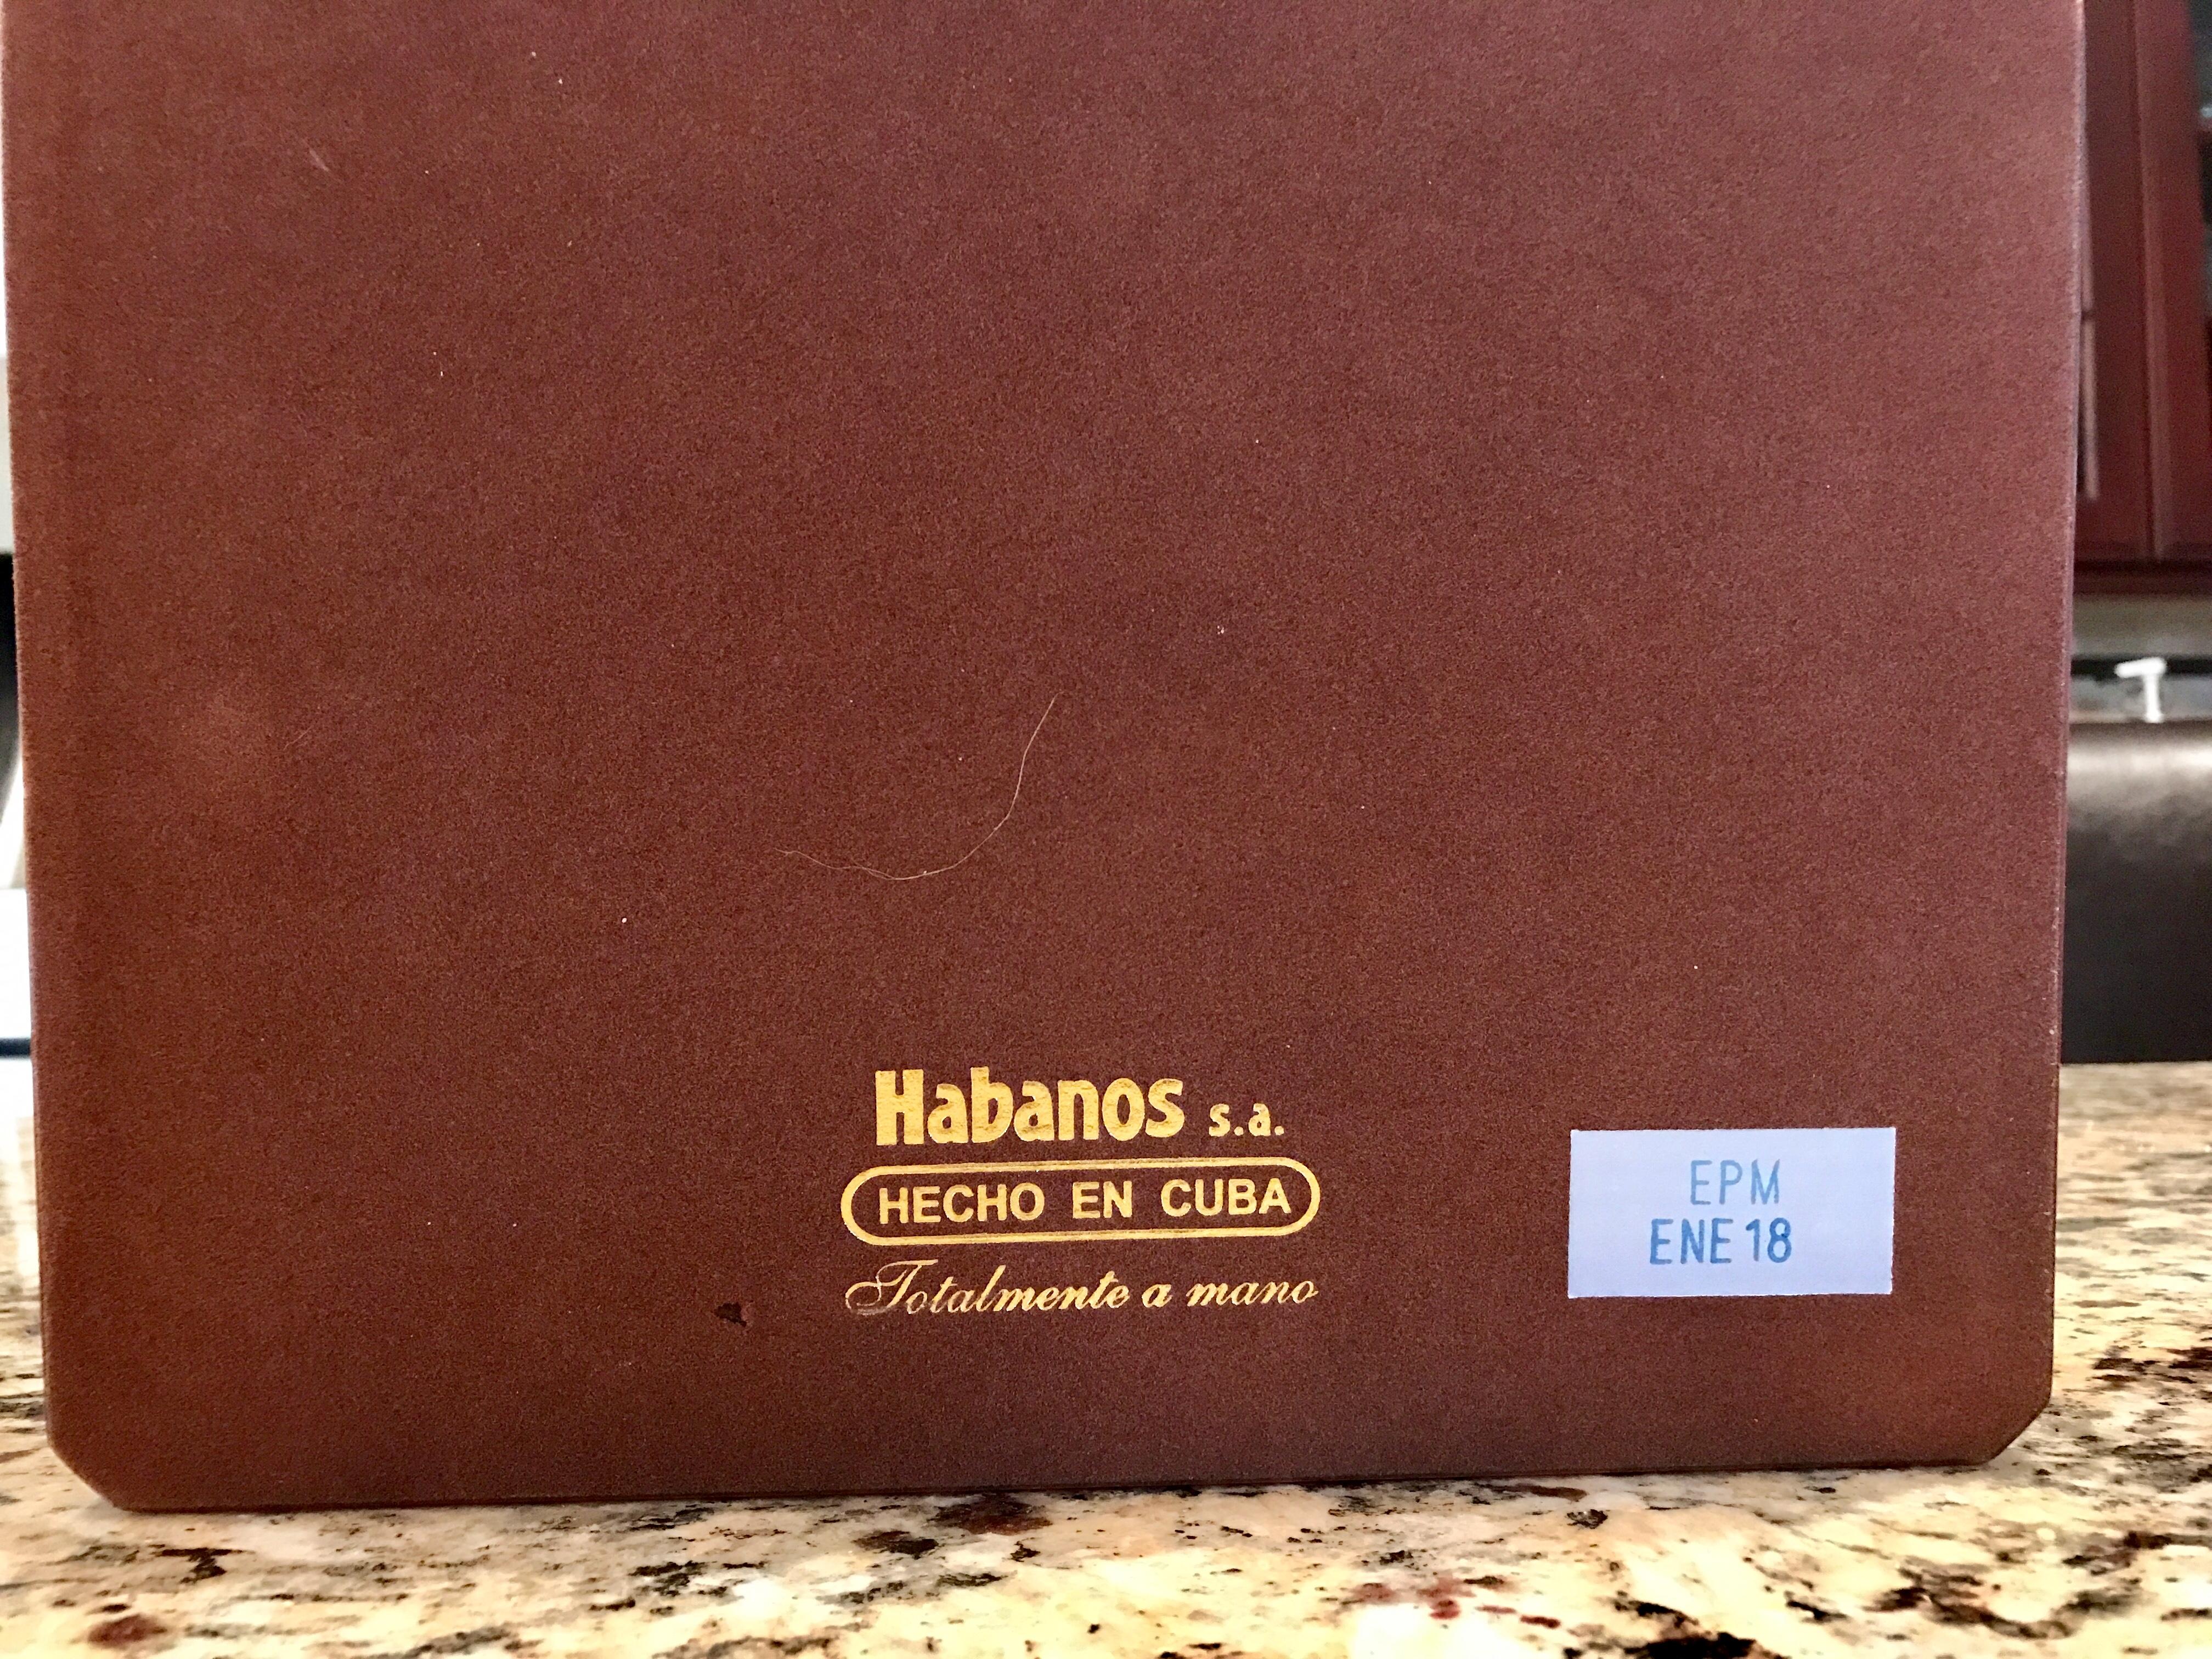 Habanos s.a.
HECHO EN CUBA
Totalmente a mano
EPM
ENE 18